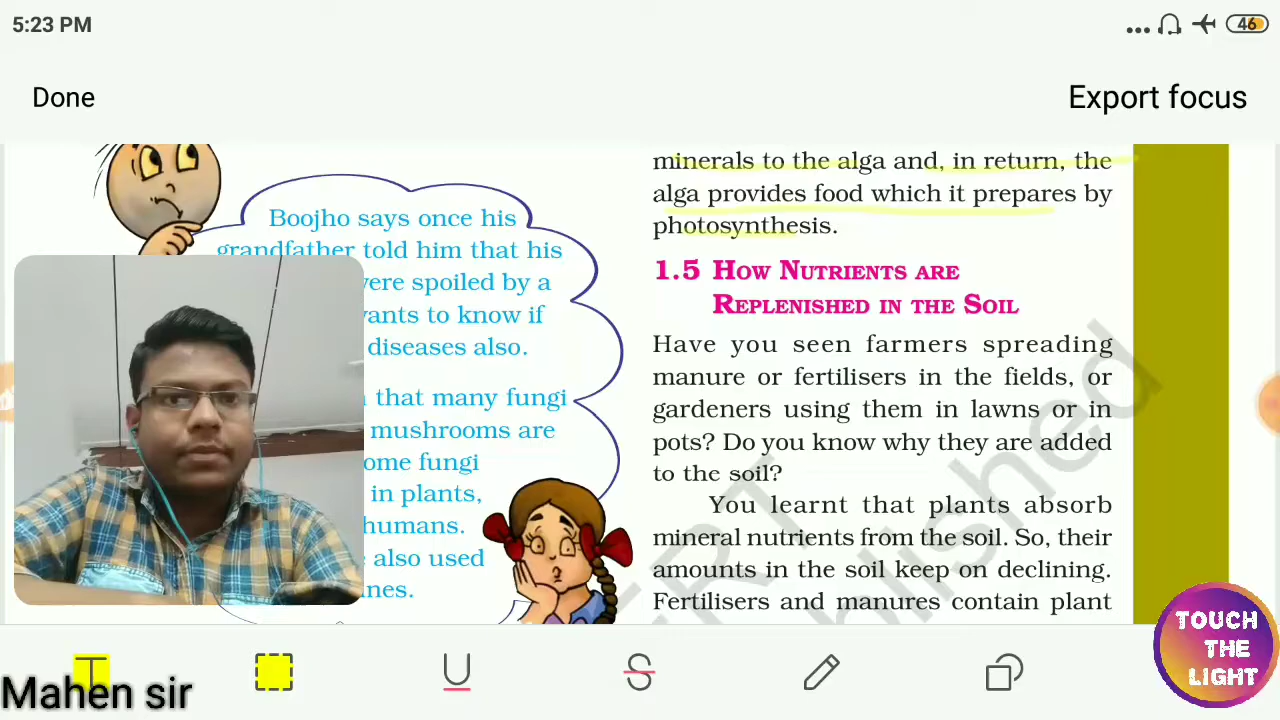 5:23 PM
46
Done
Export focus
Boojho says once his
grandfather told him that his
were spoiled by a
wants to know if
diseases also.
that many fungi
mushrooms are
some fungi
in plants,
humans.
also used
minerals to the alga and, in return, the
alga provides food which it prepares by
photosynthesis.
1.5 HOW NUTRIENTS ARE
REPLENISHED IN THE SOIL
Have you seen farmers spreading
manure or fertilisers in the fields, or
gardeners using them in lawns or in
pots? Do you know why they are added
to the soil?
You learnt that plants absorb
mineral nutrients from the soil. So, their
amounts in the soil keep on declining.
Fertilisers and manures contain plant
T
U
S
Mahen sir
TOUCH
THE
LIGHT